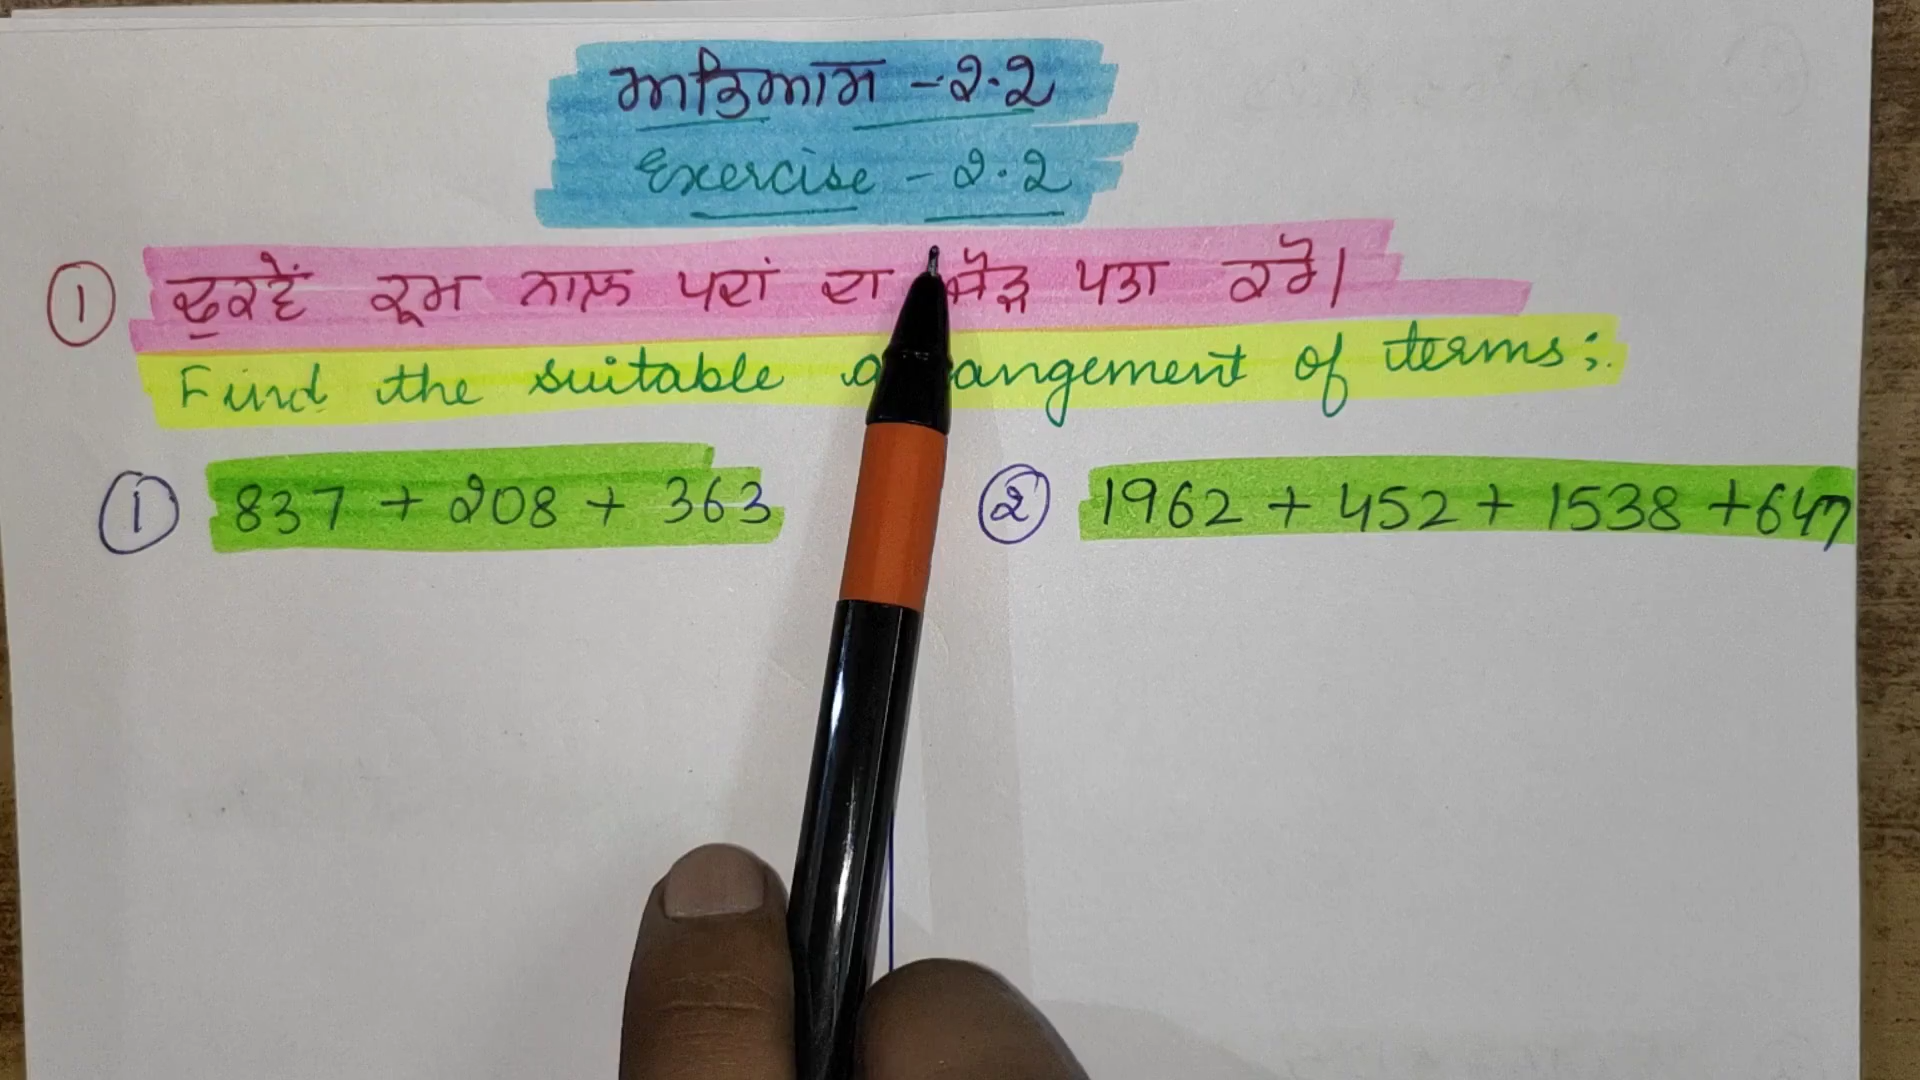 ਅਭਿਆਸ - 2.2
Exercise - 2.2
① ਢੁਕਵੇਂ ਕ੍ਰਮ ਨਾਲ ਪਦਾਂ ਦਾ ਜੋੜ ਪਤਾ ਕਰੋ।
Find the suitable angement of terms:
① 837 + 208 + 363
② 1962 + 452 + 1538 + 647